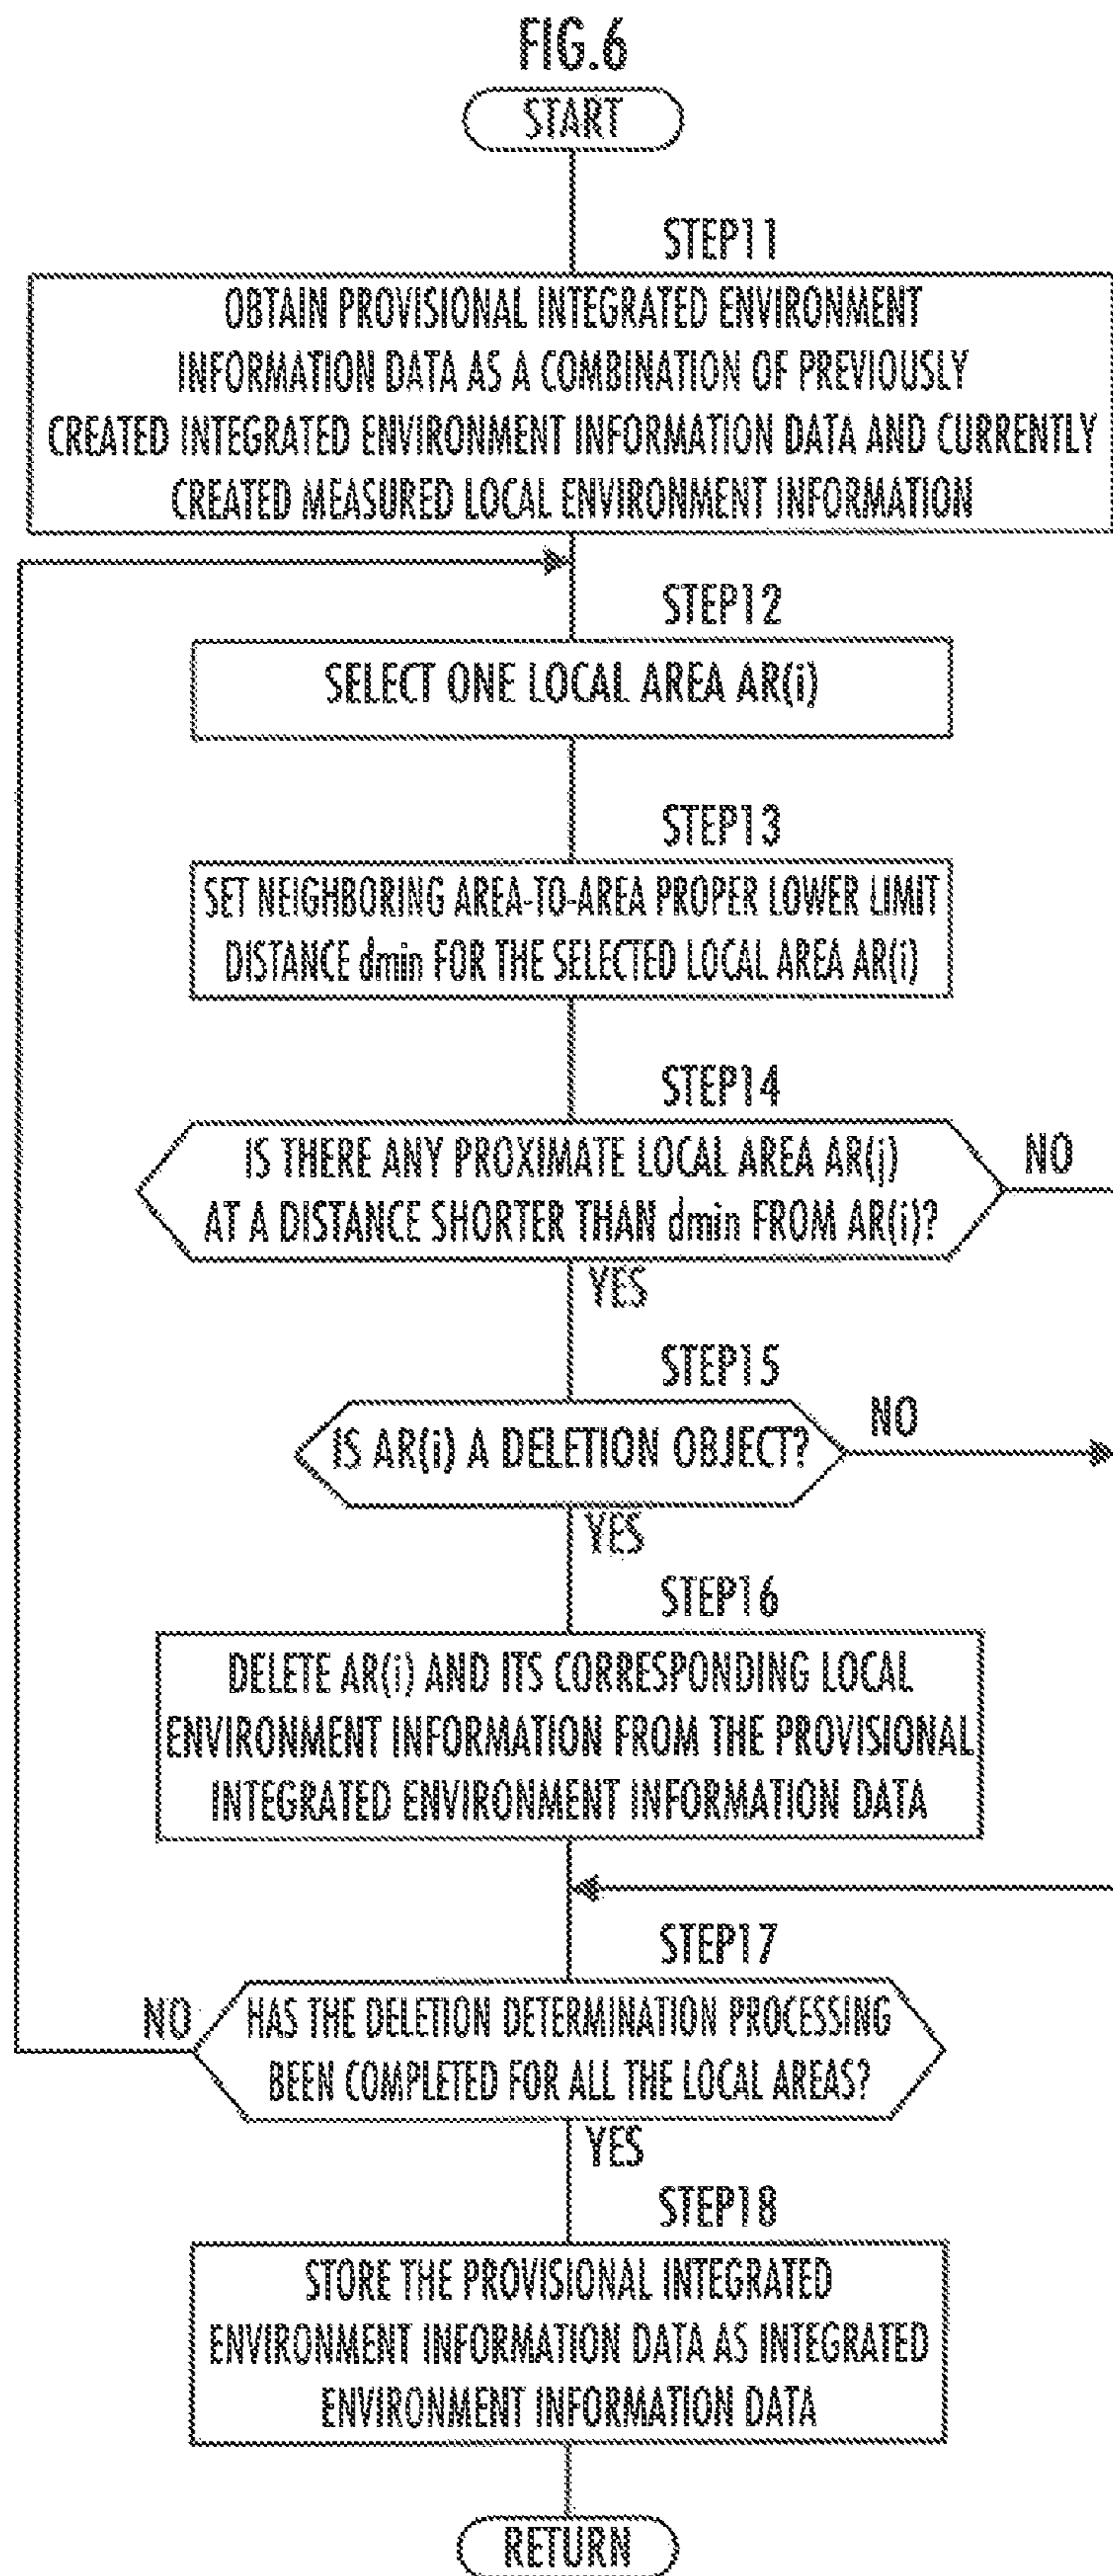 FIG.6
START
STEP11
OBTAIN PROVISIONAL INTEGRATED ENVIRONMENT
INFORMATION DATA AS A COMBINATION OF PREVIOUSLY
CREATED INTEGRATED ENVIRONMENT INFORMATION DATA AND CURRENTLY
CREATED MEASURED LOCAL ENVIRONMENT INFORMATION
STEP12
SELECT ONE LOCAL AREA AR(i)
STEP13
SET NEIGHBORING AREA-TO-AREA PROPER LOWER LIMIT
DISTANCE dmin FOR THE SELECTED LOCAL AREA AR(i)
STEP14
IS THERE ANY PROXIMATE LOCAL AREA AR(j)
AT A DISTANCE SHORTER THAN dmin FROM AR(i)?
NO
YES
STEP15
IS AR(i) A DELETION OBJECT?
NO
YES
STEP16
DELETE AR(i) AND ITS CORRESPONDING LOCAL
ENVIRONMENT INFORMATION FROM THE PROVISIONAL
INTEGRATED ENVIRONMENT INFORMATION DATA
STEP17
NO
HAS THE DELETION DETERMINATION PROCESSING
BEEN COMPLETED FOR ALL THE LOCAL AREAS?
YES
STEP18
STORE THE PROVISIONAL INTEGRATED
ENVIRONMENT INFORMATION DATA AS INTEGRATED
ENVIRONMENT INFORMATION DATA
RETURN